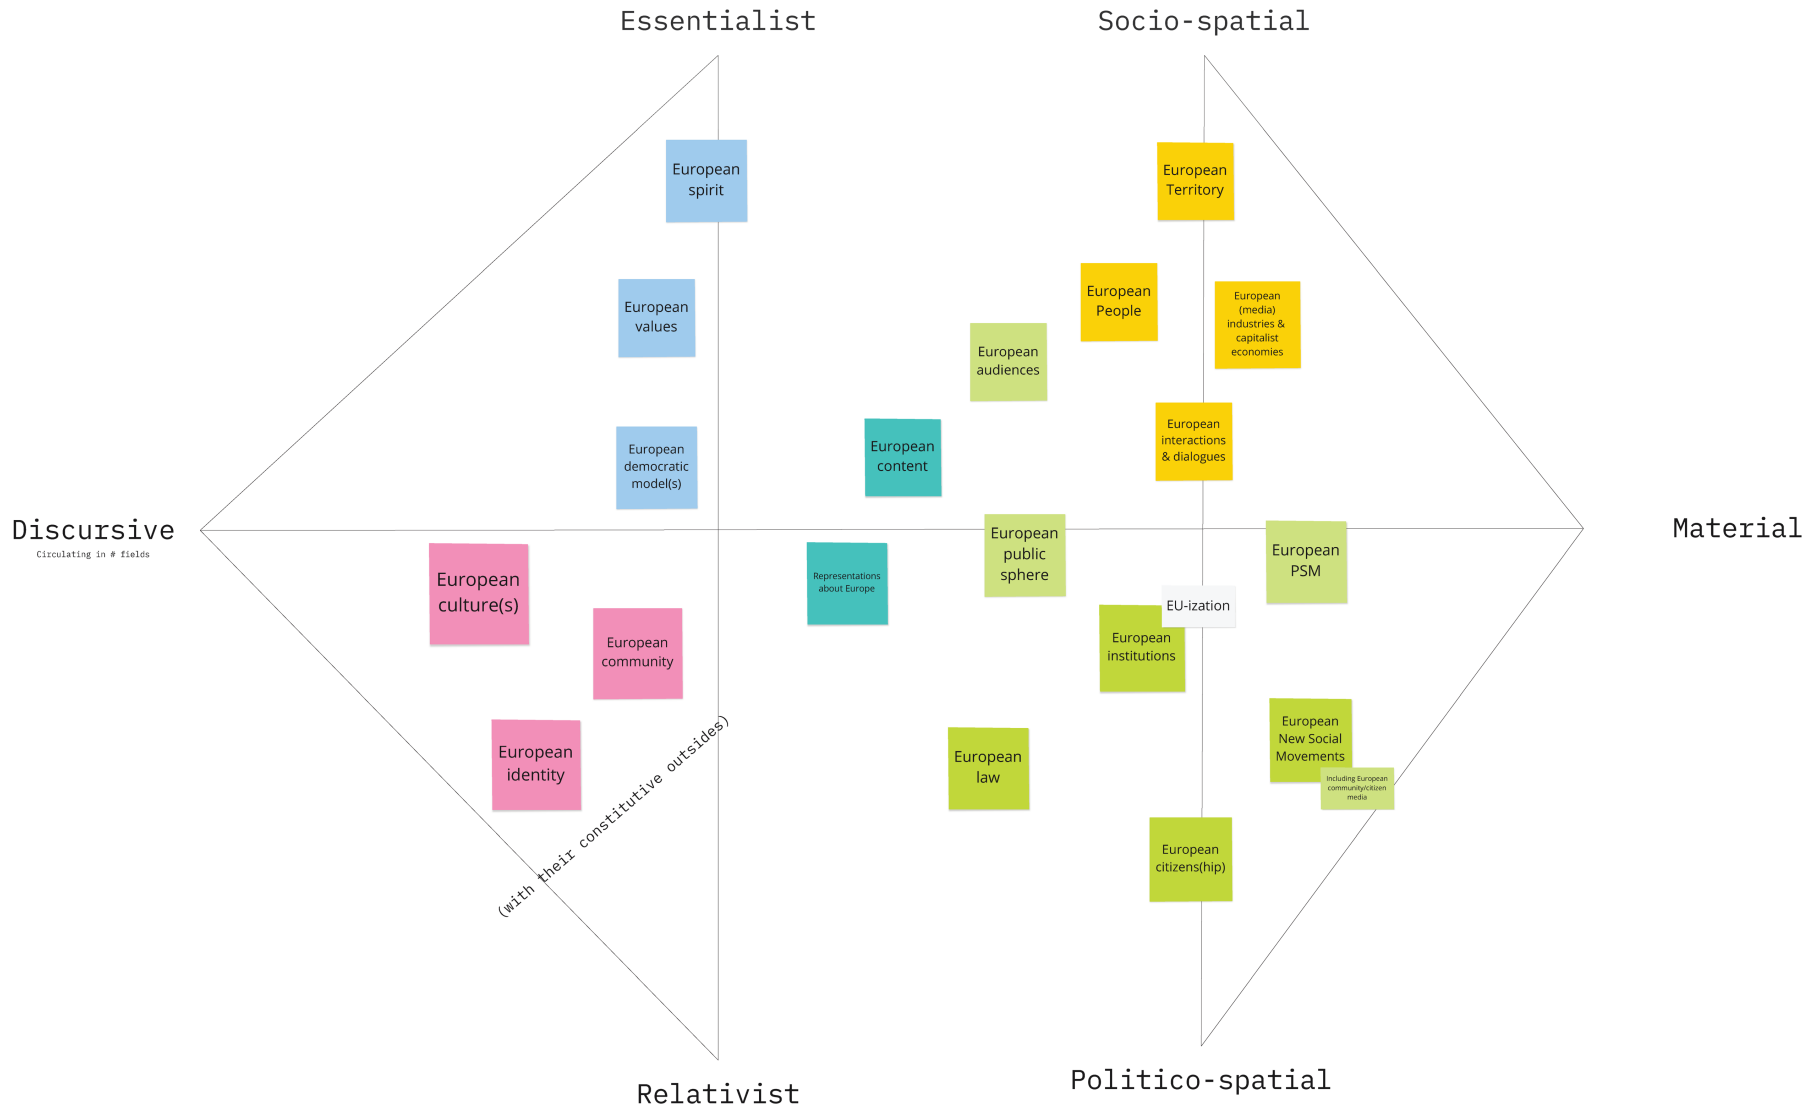 Essentialist
Socio-spatial
European
spirit
European
Territory
European
values
European
People
European
(media)
industries &
capitalist
economies
European
audiences
European
democratic
model(s)
European
content
European
interactions
& dialogues
Discursive
Circulating in # fields
Material
European
culture(s)
European
community
European
identity
Representations
about Europe
European
public
sphere
European
PSM
EU-ization
European
institutions
(with their constitutive outsides)
European
law
European
New Social
Movements
Including European
community/citizen
media
European
citizens(hip)
Relativist
Politico-spatial